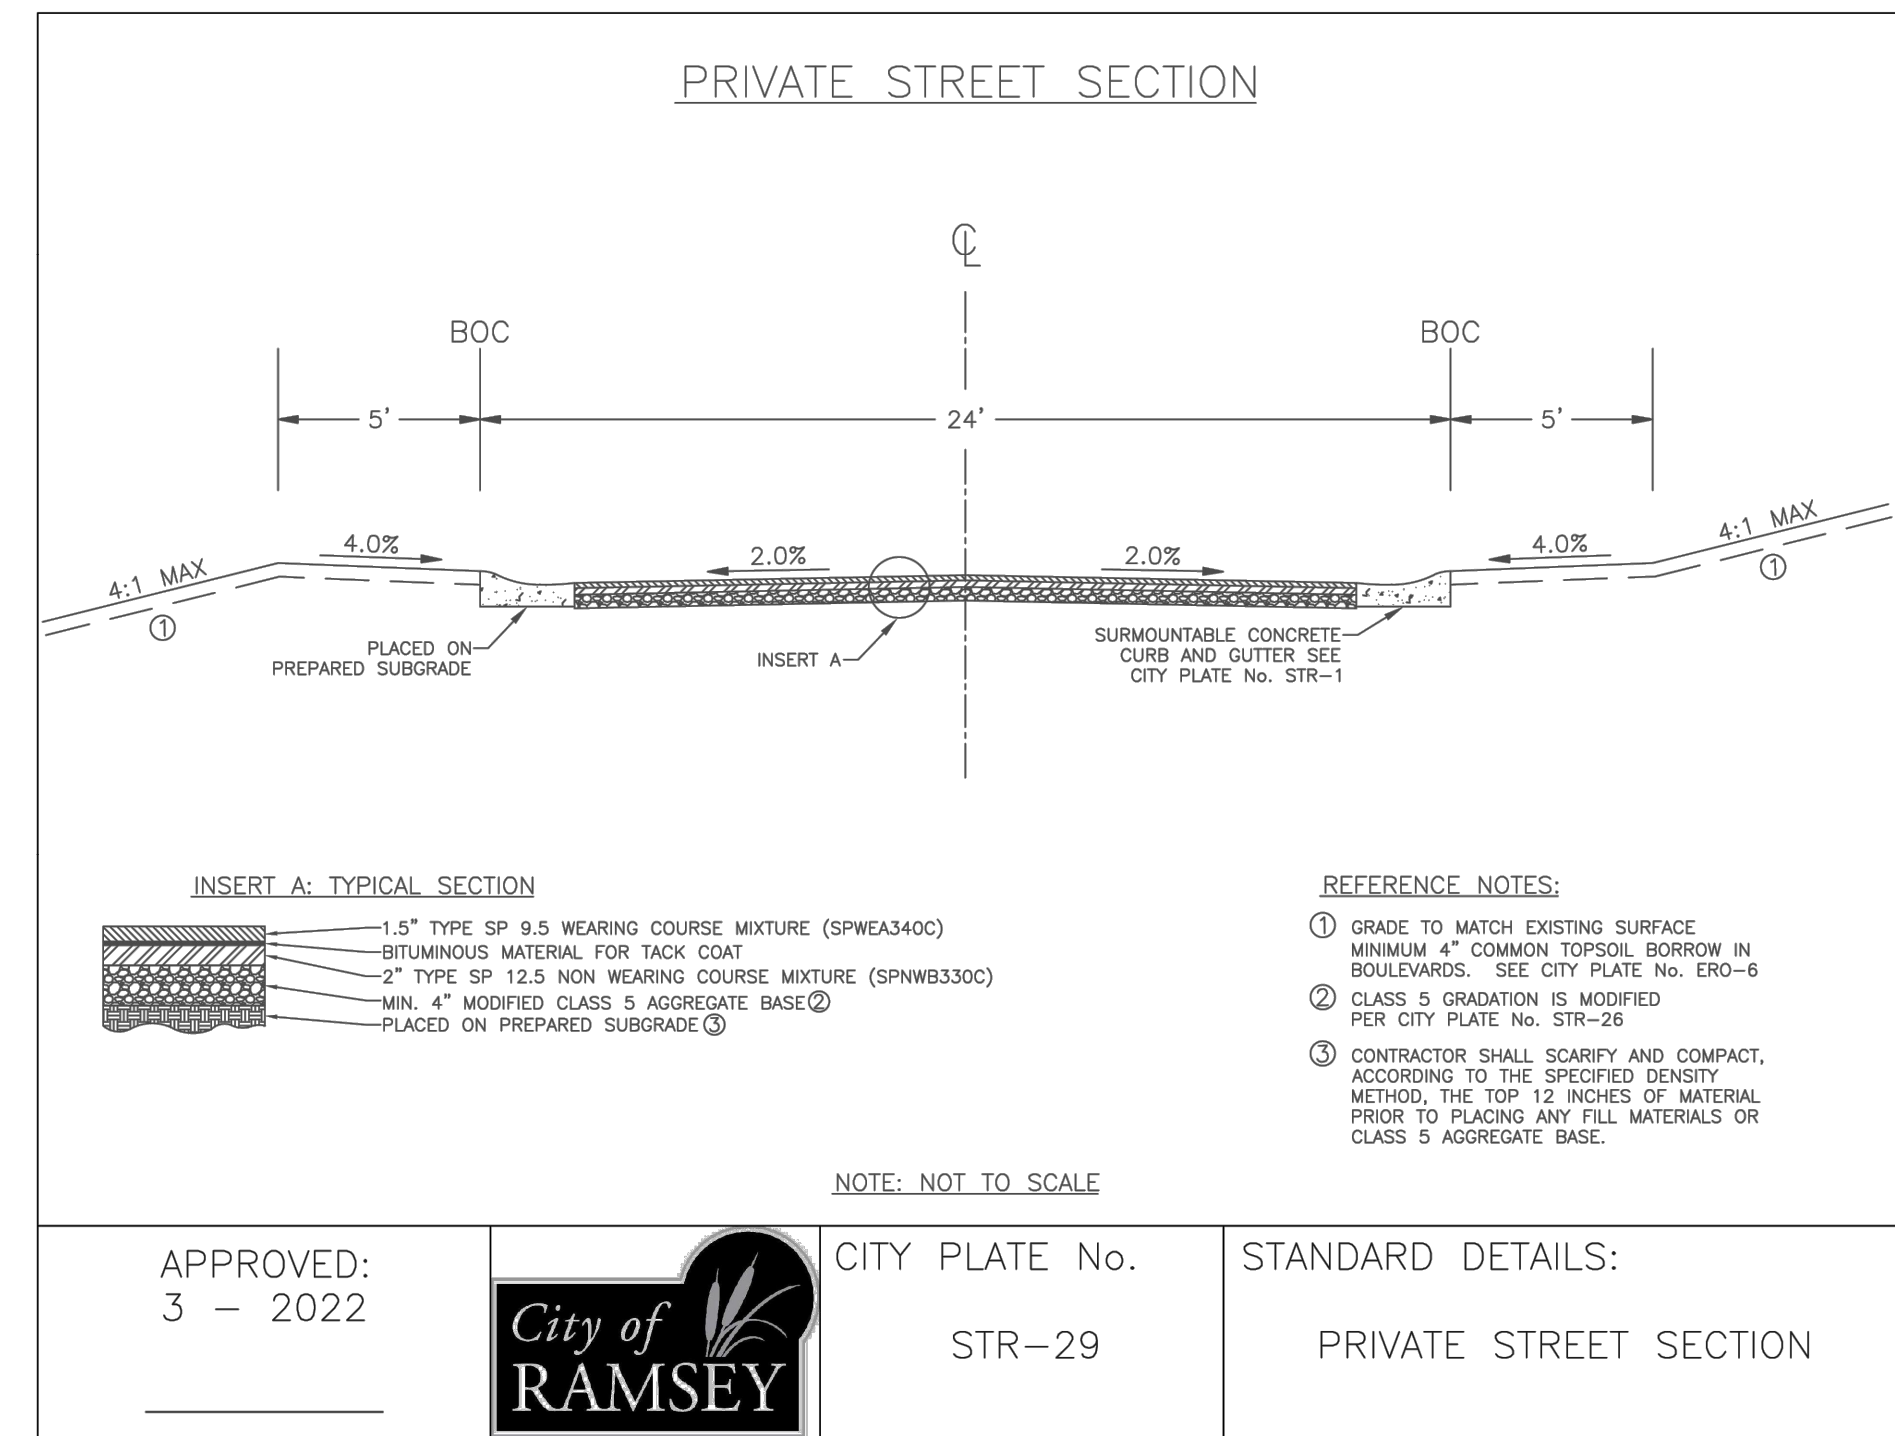 PRIVATE STREET SECTION
℄
BOC
BOC
5'
24'
5'
4:1 MAX
①
4.0%
2.0%
2.0%
4.0%
4:1 MAX
①
PLACED ON
PREPARED SUBGRADE
INSERT A
SURMOUNTABLE CONCRETE
CURB AND GUTTER SEE
CITY PLATE No. STR-1
INSERT A: TYPICAL SECTION
1.5" TYPE SP 9.5 WEARING COURSE MIXTURE (SPWEA340C)
BITUMINOUS MATERIAL FOR TACK COAT
2" TYPE SP 12.5 NON WEARING COURSE MIXTURE (SPNWB330C)
MIN. 4" MODIFIED CLASS 5 AGGREGATE BASE ②
PLACED ON PREPARED SUBGRADE ③
REFERENCE NOTES:
① GRADE TO MATCH EXISTING SURFACE
MINIMUM 4" COMMON TOPSOIL BORROW IN
BOULEVARDS. SEE CITY PLATE No. ERO-6
② CLASS 5 GRADATION IS MODIFIED
PER CITY PLATE No. STR-26
③ CONTRACTOR SHALL SCARIFY AND COMPACT,
ACCORDING TO THE SPECIFIED DENSITY
METHOD, THE TOP 12 INCHES OF MATERIAL
PRIOR TO PLACING ANY FILL MATERIALS OR
CLASS 5 AGGREGATE BASE.
NOTE: NOT TO SCALE
APPROVED:
3 - 2022
City of
RAMSEY
CITY PLATE No.
STR-29
STANDARD DETAILS:
PRIVATE STREET SECTION